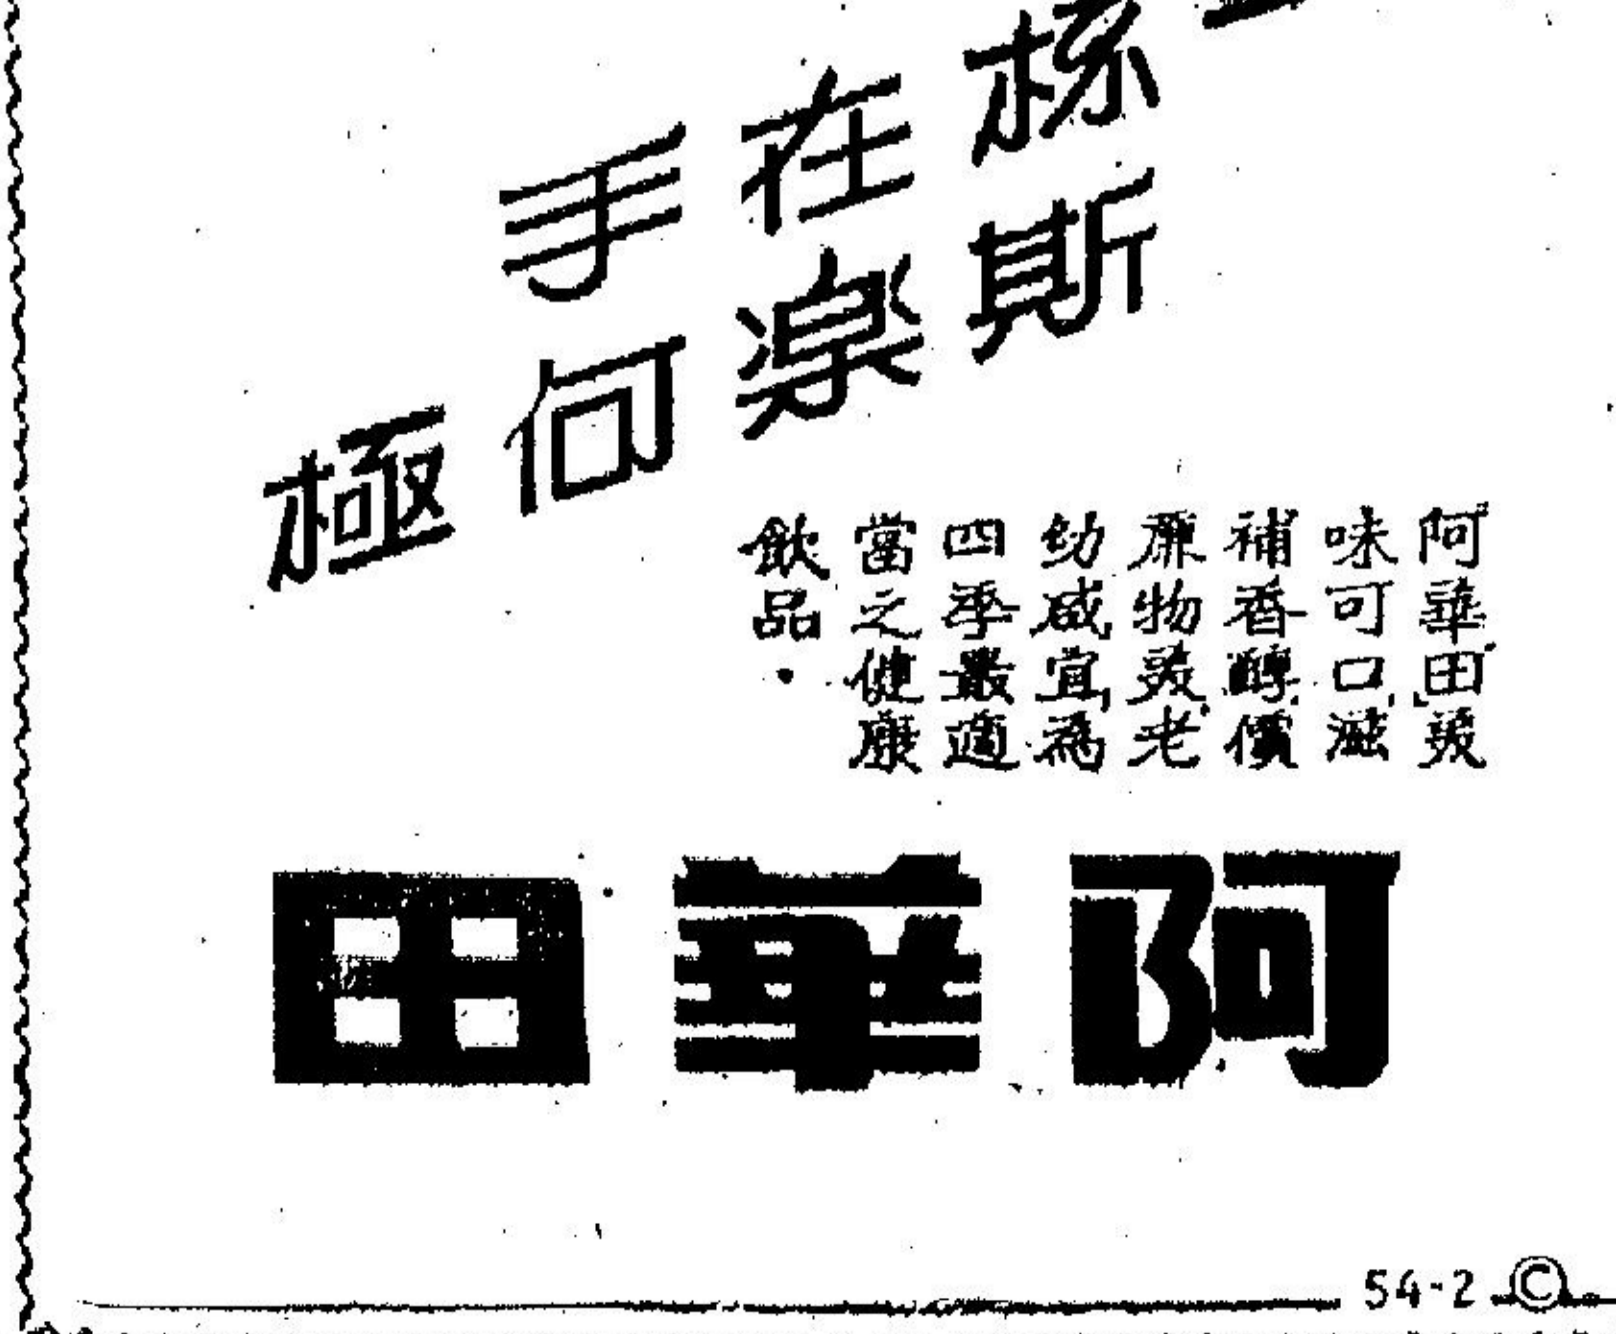 杯在手
斯楽何極
阿華田美
味可口,滋
補香醇,價
廉物美,老
幼咸宜,為
四季最適
當之健康
飲品.
阿華田
54-2 ©